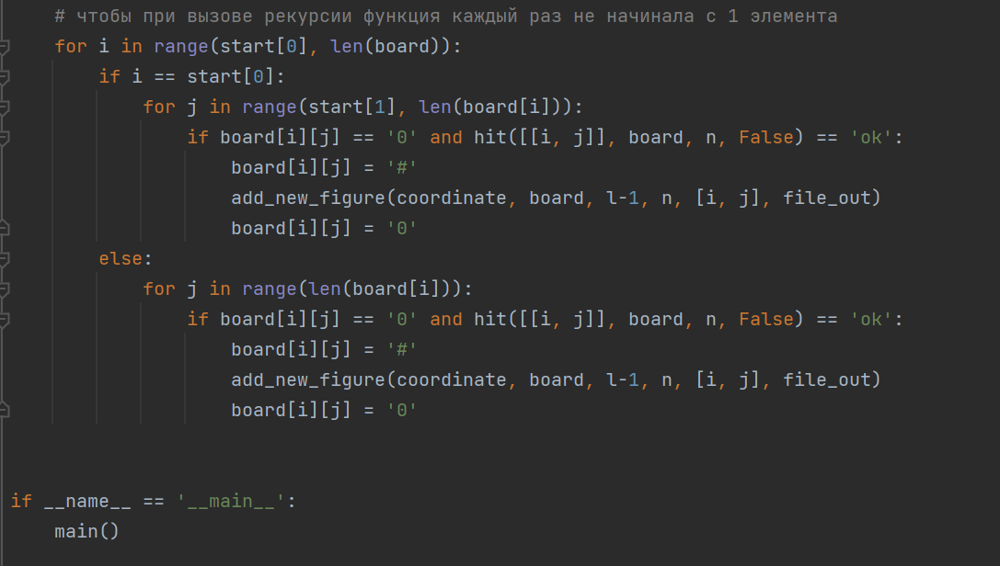 # чтобы при вызове рекурсии функция каждый раз не начинала с 1 элемента
for i in range(start[0], len(board)):
if i == start[0]:
for j in range(start[1], len(board[i])):
if board[i][j] == '0' and hit([[i, j]], board, n, False) == 'ok':
board[i][j] = '#'
add_new_figure(coordinate, board, l-1, n, [i, j], file_out)
board[i][j] = '0'
else:
for j in range(len(board[i])):
if board[i][j] == '0' and hit([[i, j]], board, n, False) == 'ok':
board[i][j] = '#'
add_new_figure(coordinate, board, l-1, n, [i, j], file_out)
board[i][j] = '0'
if __name__ == '__main__':
main()